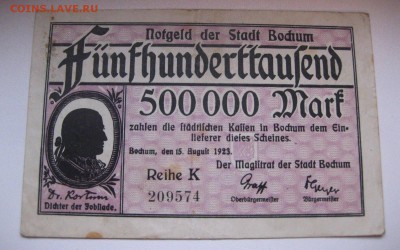 COINS.LAVE.RU
Notgeld der Stadt Bochum
Fünfhunderttausend
500000 Mark
zahlen die städtischen Kassen in Bochum dem Ein-
lieferer dieses Scheines.
Bochum, den 15. August 1923.
Der Magistrat der Stadt Bochum
Reihe K
209574
Graff
Oberbürgermeister
Bürgermeister
Dr. Kortum
Dichter der Jobsiade.